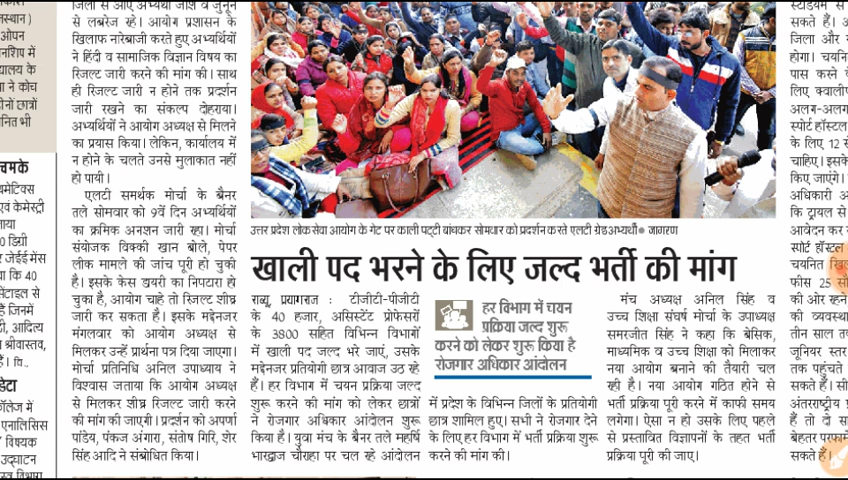 जिलों से आए अभ्यर्थी जोश व जुनून
से लबरेज रहे। आयोग प्रशासन के
खिलाफ नारेबाजी करते हुए अभ्यर्थियों
ने हिंदी व सामाजिक विज्ञान विषय का
रिजल्ट जारी करने की मांग की। साथ
ही रिजल्ट जारी न होने तक प्रदर्शन
जारी रखने का संकल्प दोहराया।
अभ्यर्थियों ने आयोग अध्यक्ष से मिलने
का प्रयास किया। लेकिन, कार्यालय में
न होने के चलते उनसे मुलाकात नहीं
हो पायी।
एलटी समर्थक मोर्चा के बैनर
तले सोमवार को 9वें दिन अभ्यर्थियों
का क्रमिक अनशन जारी रहा। मोर्चा
संयोजक विक्की खान बोले, पेपर
लीक मामले की जांच पूरी हो चुकी
है। इसके केस डायरी का निपटारा हो
चुका है, आयोग चाहे तो रिजल्ट शीघ्र
जारी कर सकता है। इसके मद्देनजर
मंगलवार को आयोग अध्यक्ष से
मिलकर उन्हें प्रार्थना पत्र दिया जाएगा।
मोर्चा प्रतिनिधि अनिल उपाध्याय ने
विश्वास जताया कि आयोग अध्यक्ष
से मिलकर शीघ्र रिजल्ट जारी करने
की मांग की जाएगी। प्रदर्शन को अपर्णा
पांडेय, पंकज अंगारा, संतोष गिरि, शेर
सिंह आदि ने संबोधित किया।
उत्तर प्रदेश लोकसेवा आयोग के गेट पर काली पट्टी बांधकर सोमवार को प्रदर्शन करते एलटी ग्रेड अभ्यर्थी● जागरण
खाली पद भरने के लिए जल्द भर्ती की मांग
राब्यू, प्रयागराज : टीजीटी-पीजीटी
के 40 हजार, असिस्टेंट प्रोफेसरों
के 3800 सहित विभिन्न विभागों
में खाली पद जल्द भरे जाएं, उसके
मद्देनजर प्रतियोगी छात्र आवाज उठ रहे
हैं। हर विभाग में चयन प्रक्रिया जल्द
शुरू करने की मांग को लेकर छात्रों
ने रोजगार अधिकार आंदोलन शुरू
किया है। युवा मंच के बैनर तले महर्षि
भारद्वाज चौराहा पर चल रहे आंदोलन
हर विभाग में चयन
प्रक्रिया जल्द शुरू
करने को लेकर शुरू किया है
रोजगार अधिकार आंदोलन
में प्रदेश के विभिन्न जिलों के प्रतियोगी
छात्र शामिल हुए। सभी ने रोजगार देने
के लिए हर विभाग में भर्ती प्रक्रिया शुरू
करने की मांग की।
मंच अध्यक्ष अनिल सिंह व
उच्च शिक्षा संघर्ष मोर्चा के उपाध्यक्ष
समरजीत सिंह ने कहा कि बेसिक,
माध्यमिक व उच्च शिक्षा को मिलाकर
नया आयोग बनाने की तैयारी चल
रही है। नया आयोग गठित होने से
भर्ती प्रक्रिया पूरी करने में काफी समय
लगेगा। ऐसा न हो उसके लिए पहले
से प्रस्तावित विज्ञापनों के तहत भर्ती
प्रक्रिया पूरी की जाए।